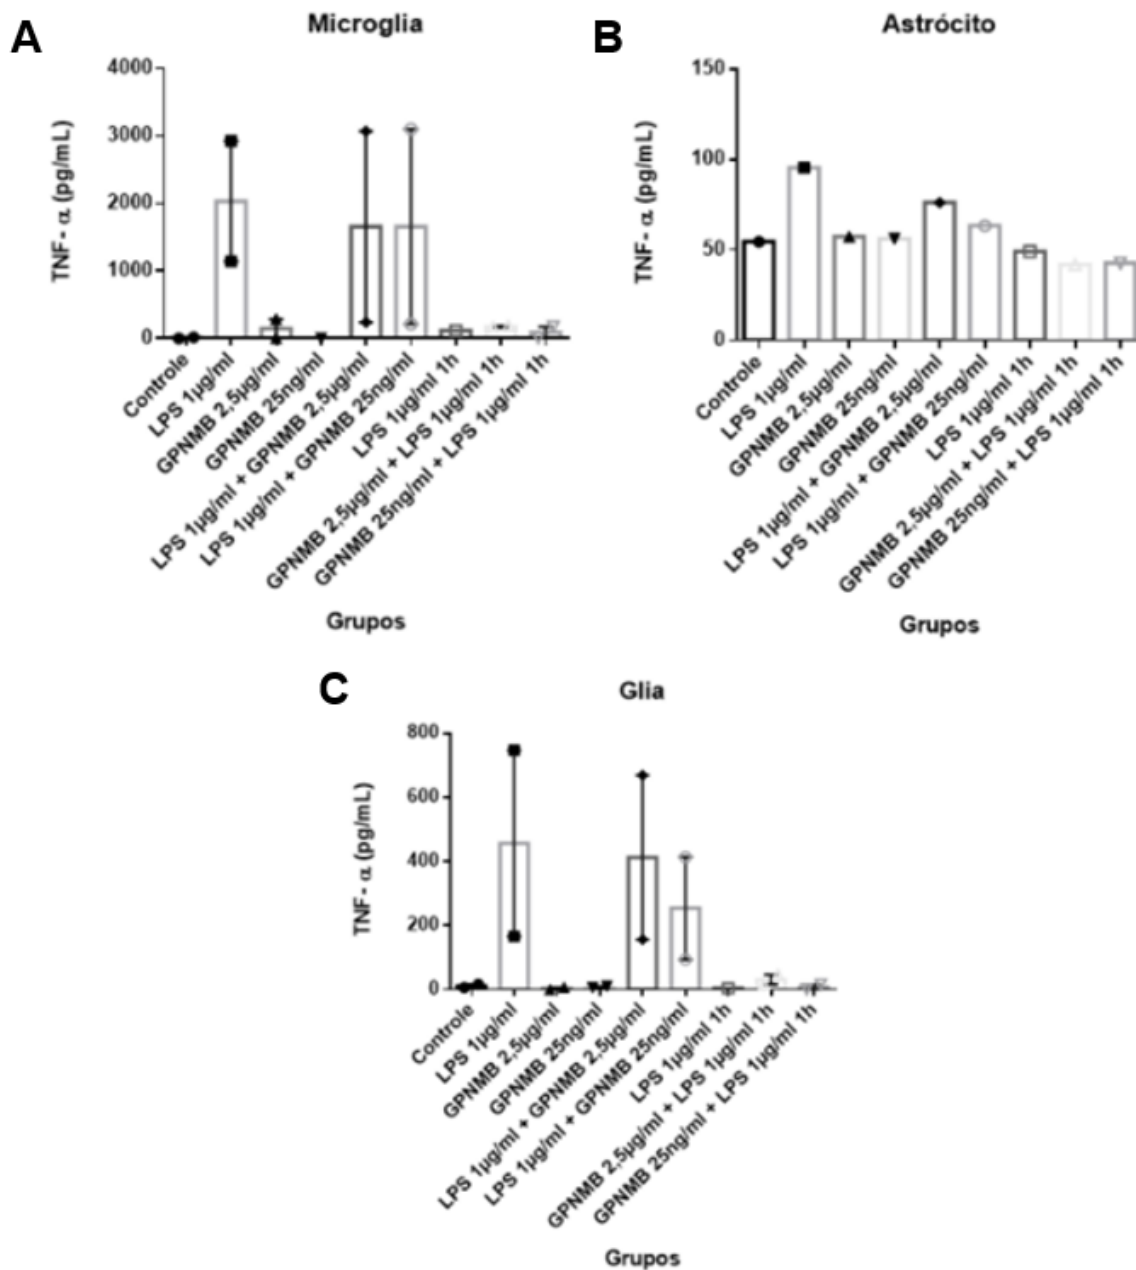 A
Microglia
TNF- α (pg/mL)
4000
3000
2000
1000
0
Controle
LPS 1µg/ml
GPNMB 2,5µg/ml
GPNMB 25ng/ml
LPS 1µg/ml + GPNMB 2,5µg/ml
LPS 1µg/ml + GPNMB 25ng/ml
LPS 1µg/ml 1h
GPNMB 2,5µg/ml + LPS 1µg/ml 1h
GPNMB 25ng/ml + LPS 1µg/ml 1h
Grupos
B
Astrócito
TNF- α (pg/mL)
150
100
50
0
Controle
LPS 1µg/ml
GPNMB 2,5µg/ml
GPNMB 25ng/ml
LPS 1µg/ml + GPNMB 2,5µg/ml
LPS 1µg/ml + GPNMB 25ng/ml
LPS 1µg/ml 1h
GPNMB 2,5µg/ml + LPS 1µg/ml 1h
GPNMB 25ng/ml + LPS 1µg/ml 1h
Grupos
C
Glia
TNF- α (pg/mL)
800
600
400
200
0
Controle
LPS 1µg/ml
GPNMB 2,5µg/ml
GPNMB 25ng/ml
LPS 1µg/ml + GPNMB 2,5µg/ml
LPS 1µg/ml + GPNMB 25ng/ml
LPS 1µg/ml 1h
GPNMB 2,5µg/ml + LPS 1µg/ml 1h
GPNMB 25ng/ml + LPS 1µg/ml 1h
Grupos